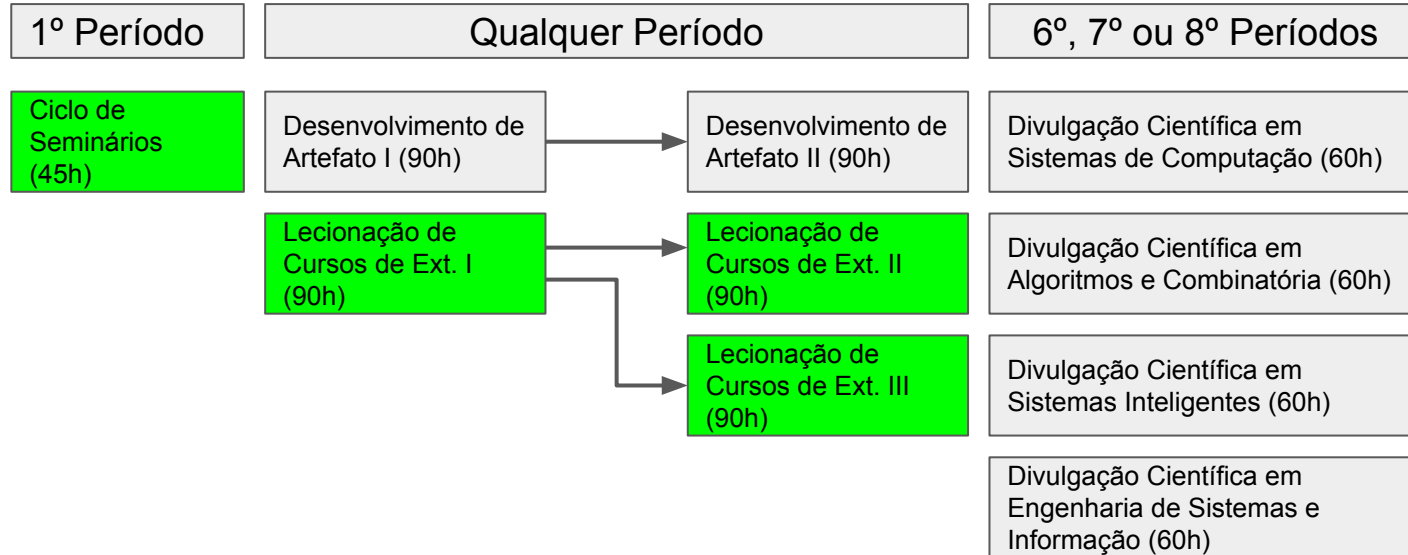 1º Período
Qualquer Período
6º, 7º ou 8º Períodos
Ciclo de
Seminários
(45h)
Desenvolvimento de
Artefato I (90h)
Desenvolvimento de
Artefato II (90h)
Divulgação Científica em
Sistemas de Computação (60h)
Lecionação de
Cursos de Ext. I
(90h)
Lecionação de
Cursos de Ext. II
(90h)
Divulgação Científica em
Algoritmos e Combinatória (60h)
Lecionação de
Cursos de Ext. III
(90h)
Divulgação Científica em
Sistemas Inteligentes (60h)
Divulgação Científica em
Engenharia de Sistemas e
Informação (60h)